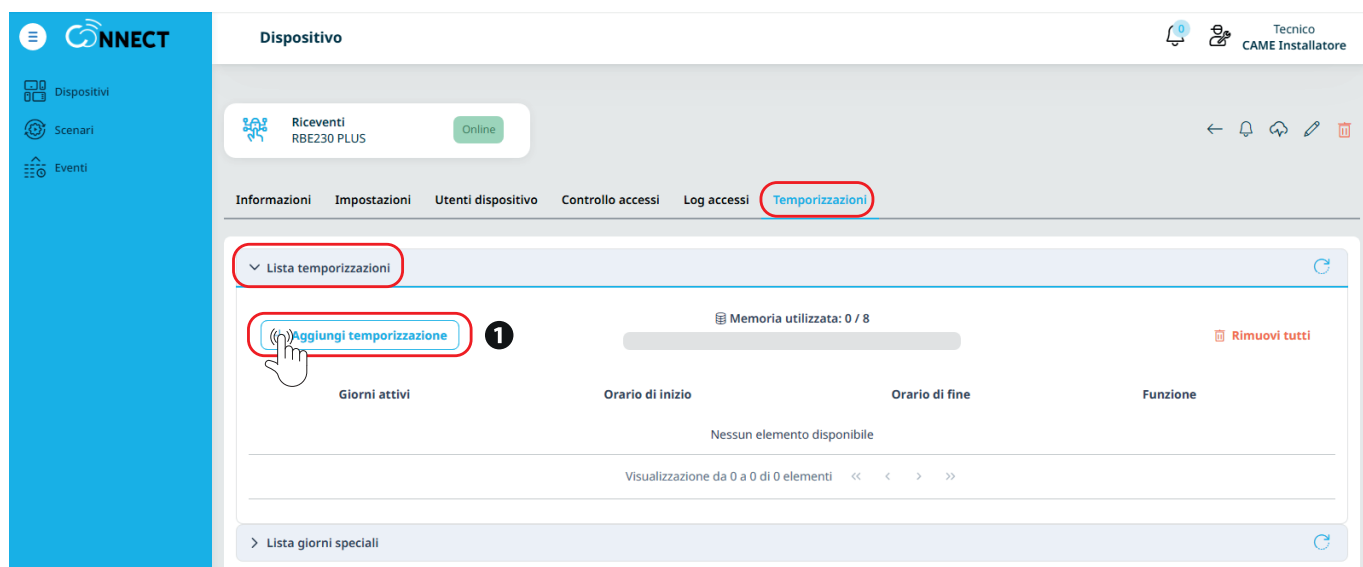 CONNECT
Dispositivo
0
Tecnico
CAME Installatore
Dispositivi
Scenari
Eventi
Riceventi
RBE230 PLUS
Online
Informazioni Impostazioni Utenti dispositivo Controllo accessi Log accessi Temporizzazioni
Lista temporizzazioni
Aggiungi temporizzazione
1
Memoria utilizzata: 0 / 8
Rimuovi tutti
Giorni attivi Orario di inizio Orario di fine Funzione
Nessun elemento disponibile
Visualizzazione da 0 a 0 di 0 elementi « ‹ › »
Lista giorni speciali